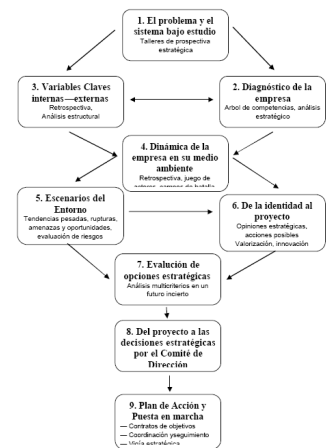 1. El problema y el
sistema bajo estudio
Talleres de prospectiva
estratégica
3. Variables Claves
internas—externas
Retrospectiva,
Análisis estructural
2. Diagnóstico de la
empresa
Arbol de competencias, análisis
estratégico
4. Dinámica de la
empresa en su medio
ambiente
Retrospectiva, juego de
actores, campos de batalla
5. Escenarios del
Entorno
Tendencias pesadas, rupturas,
amenazas y oportunidades,
evaluación de riesgos
6. De la identidad al
proyecto
Opiniones estratégicas,
acciones posibles
Valorización, innovación
7. Evalución de
opciones estratégicas
Análisis multicriterios en un
futuro incierto
8. Del proyecto a las
decisiones estratégicas
por el Comité de
Dirección
9. Plan de Acción y
Puesta en marcha
— Contratos de objetivos
— Coordinación yseguimiento
— Vigía estratégica